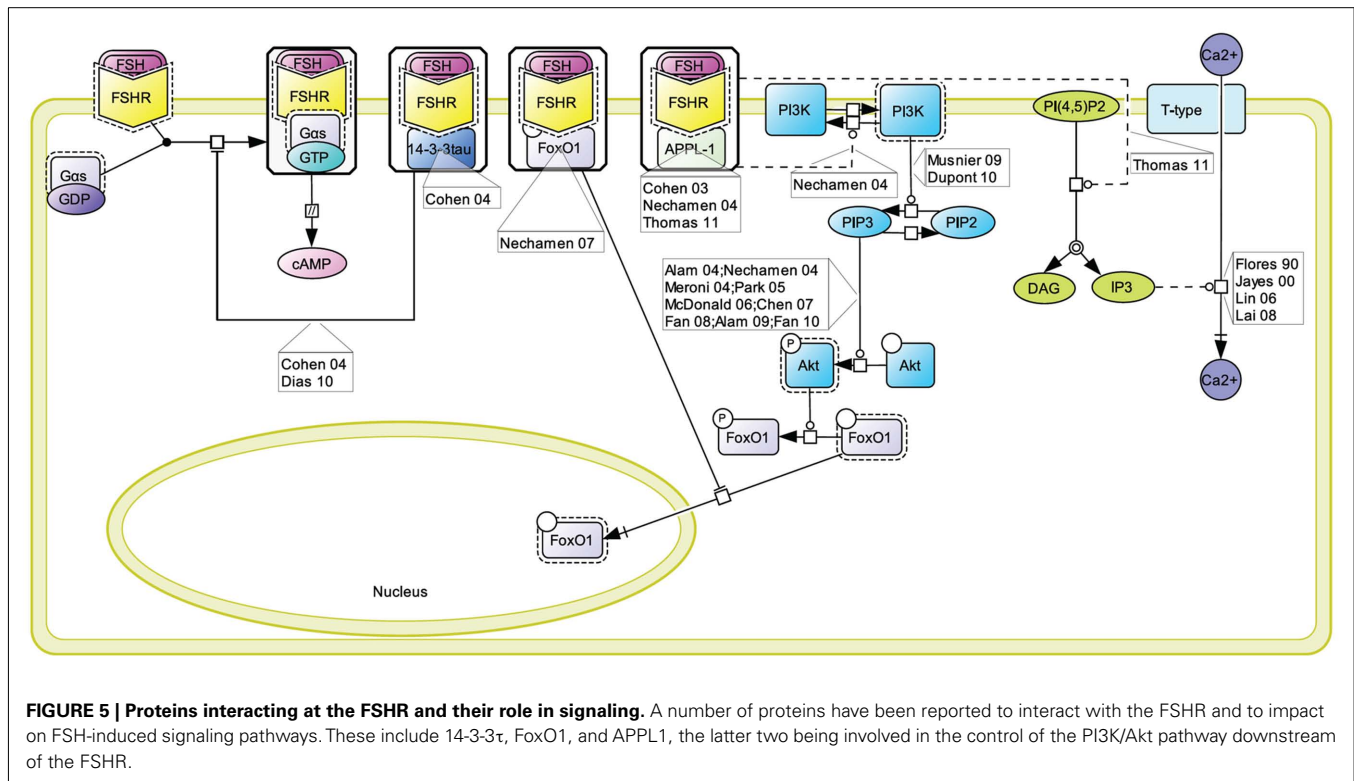 FSH
FSHR
Gαs
GDP
FSH
FSHR
Gαs
GTP
cAMP
FSH
FSHR
14-3-3tau
Cohen 04
Cohen 04
Dias 10
FSH
FSHR
FoxO1
Nechamen 07
FSH
FSHR
APPL-1
Cohen 03
Nechamen 04
Thomas 11
PI3K
PI3K
Nechamen 04
Musnier 09
Dupont 10
PIP3
PIP2
Alam 04;Nechamen 04
Meroni 04;Park 05
McDonald 06;Chen 07
Fan 08;Alam 09;Fan 10
P
Akt
Akt
P
FoxO1
FoxO1
FoxO1
Nucleus
PI(4,5)P2
Thomas 11
DAG
IP3
Ca2+
T-type
Flores 90
Jayes 00
Lin 06
Lai 08
Ca2+
FIGURE 5 | Proteins interacting at the FSHR and their role in signaling. A number of proteins have been reported to interact with the FSHR and to impact
on FSH-induced signaling pathways. These include 14-3-3τ, FoxO1, and APPL1, the latter two being involved in the control of the PI3K/Akt pathway downstream
of the FSHR.